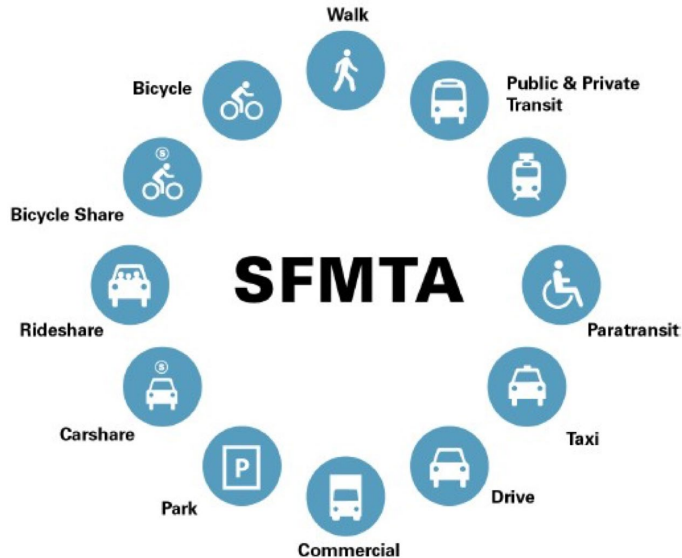 Walk
Public & Private
Transit
Paratransit
Taxi
Drive
Commercial
Park
P
Carshare
S
Rideshare
Bicycle Share
S
Bicycle
SFMTA